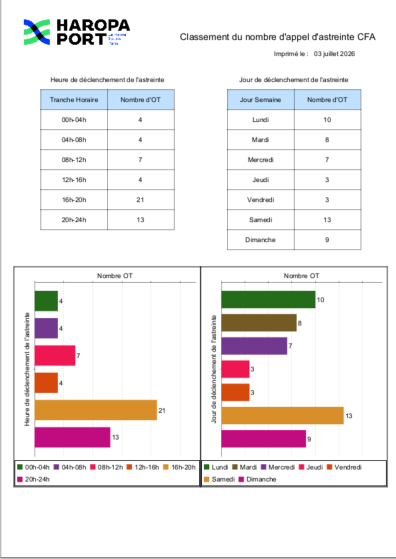 HAROPA
PORT
Classement du nombre d'appel d'astreinte CFA
Imprimé le : 03 juillet 2026
Heure de déclenchement de l'astreinte
Tranche Horaire Nombre d'OT
00h-04h 4
04h-08h 4
08h-12h 7
12h-16h 4
16h-20h 21
20h-24h 13
Jour de déclenchement de l'astreinte
Jour Semaine Nombre d'OT
Lundi 10
Mardi 8
Mercredi 7
Jeudi 3
Vendredi 3
Samedi 13
Dimanche 9
Nombre OT
Heure de déclenchement de l'astreinte
4
4
7
4
21
13
00h-04h 04h-08h 08h-12h 12h-16h 16h-20h
20h-24h
Nombre OT
Jour de déclenchement de l'astreinte
10
8
7
3
3
13
9
Lundi Mardi Mercredi Jeudi Vendredi
Samedi Dimanche